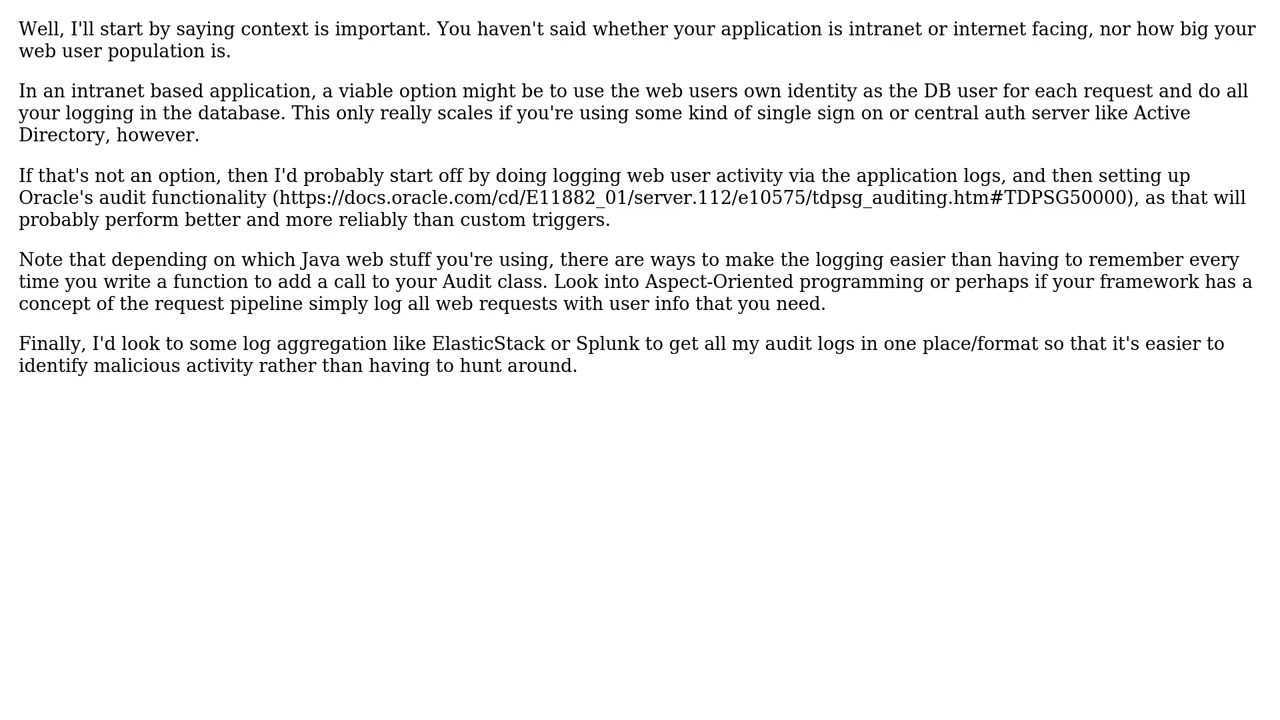 Well, I'll start by saying context is important. You haven't said whether your application is intranet or internet facing, nor how big your
web user population is.
In an intranet based application, a viable option might be to use the web users own identity as the DB user for each request and do all
your logging in the database. This only really scales if you're using some kind of single sign on or central auth server like Active
Directory, however.
If that's not an option, then I'd probably start off by doing logging web user activity via the application logs, and then setting up
Oracle's audit functionality (https://docs.oracle.com/cd/E11882_01/server.112/e10575/tdpsg_auditing.htm#TDPSG50000), as that will
probably perform better and more reliably than custom triggers.
Note that depending on which Java web stuff you're using, there are ways to make the logging easier than having to remember every
time you write a function to add a call to your Audit class. Look into Aspect-Oriented programming or perhaps if your framework has a
concept of the request pipeline simply log all web requests with user info that you need.
Finally, I'd look to some log aggregation like ElasticStack or Splunk to get all my audit logs in one place/format so that it's easier to
identify malicious activity rather than having to hunt around.